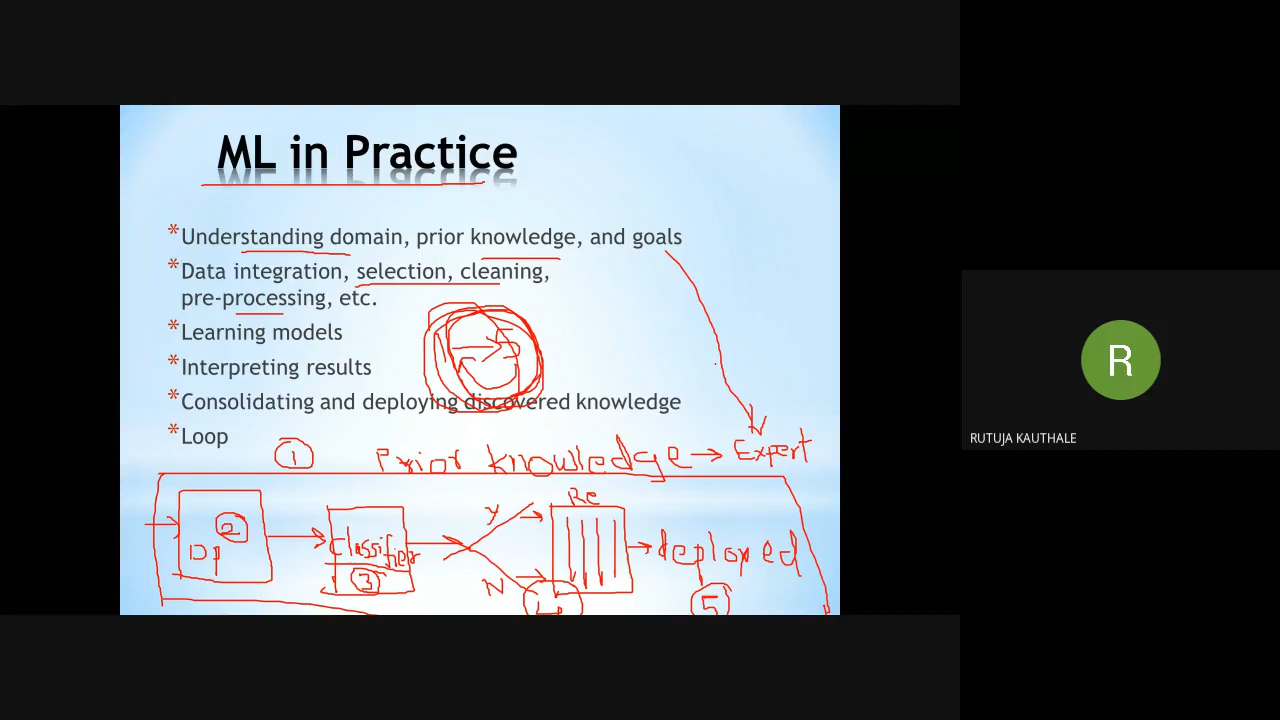 ML in Practice
* Understanding domain, prior knowledge, and goals
* Data integration, selection, cleaning,
pre-processing, etc.
* Learning models
* Interpreting results
* Consolidating and deploying discovered knowledge
* Loop
1 Prior knowledge → Expert
2 Dp
Classifier
3
Y
N
Re
4
deployed
5
R
RUTUJA KAUTHALE